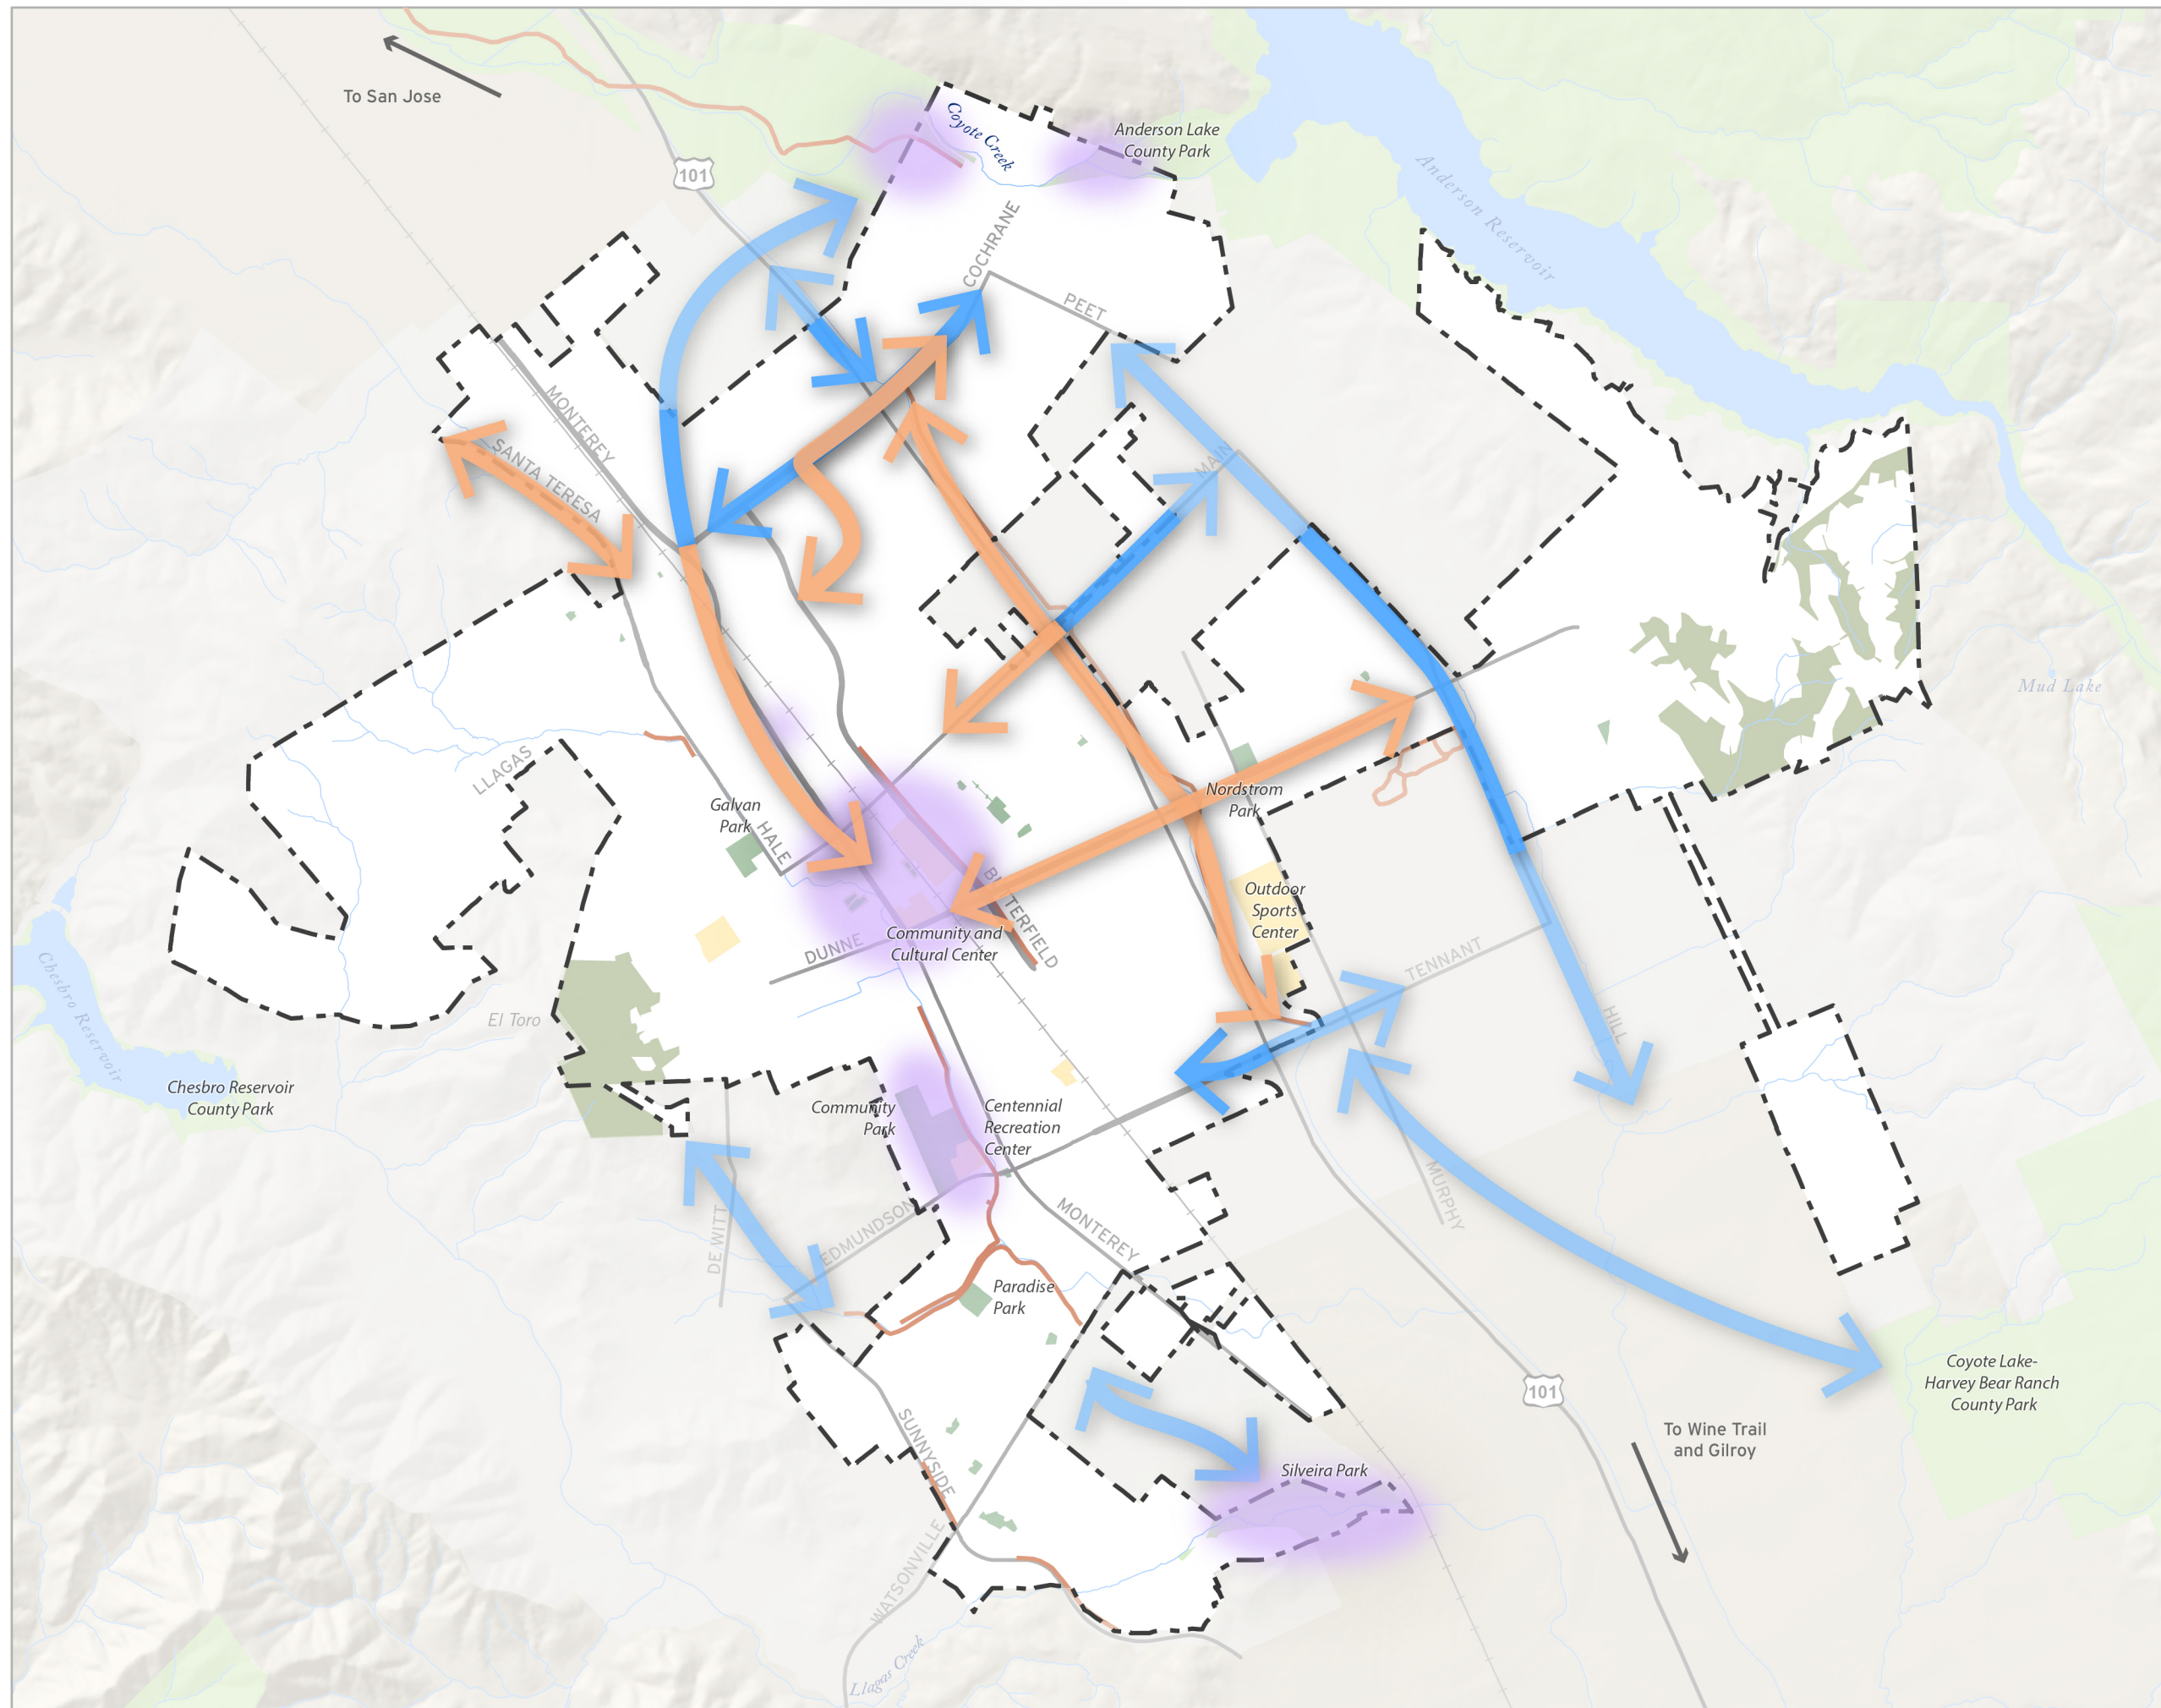 To San Jose
101
Coyote Creek
Anderson Lake
County Park
Anderson Reservoir
COCHRANE
PEET
MONTEREY
SANTA TERESA
MAIN
Mud Lake
LLAGAS
Galvan
Park
HALE
Nordstrom
Park
BUTTERFIELD
Outdoor
Sports
Center
Community and
Cultural Center
DUNNE
TENNANT
El Toro
HILL
Chesbro Reservoir
Chesbro Reservoir
County Park
Community
Park
Centennial
Recreation
Center
MURPHY
DE WITT
EDMUNDSON
MONTEREY
Paradise
Park
Coyote Lake-
Harvey Bear Ranch
County Park
101
To Wine Trail
and Gilroy
SUNNYSIDE
Silveira Park
WATSONVILLE
Llagas Creek